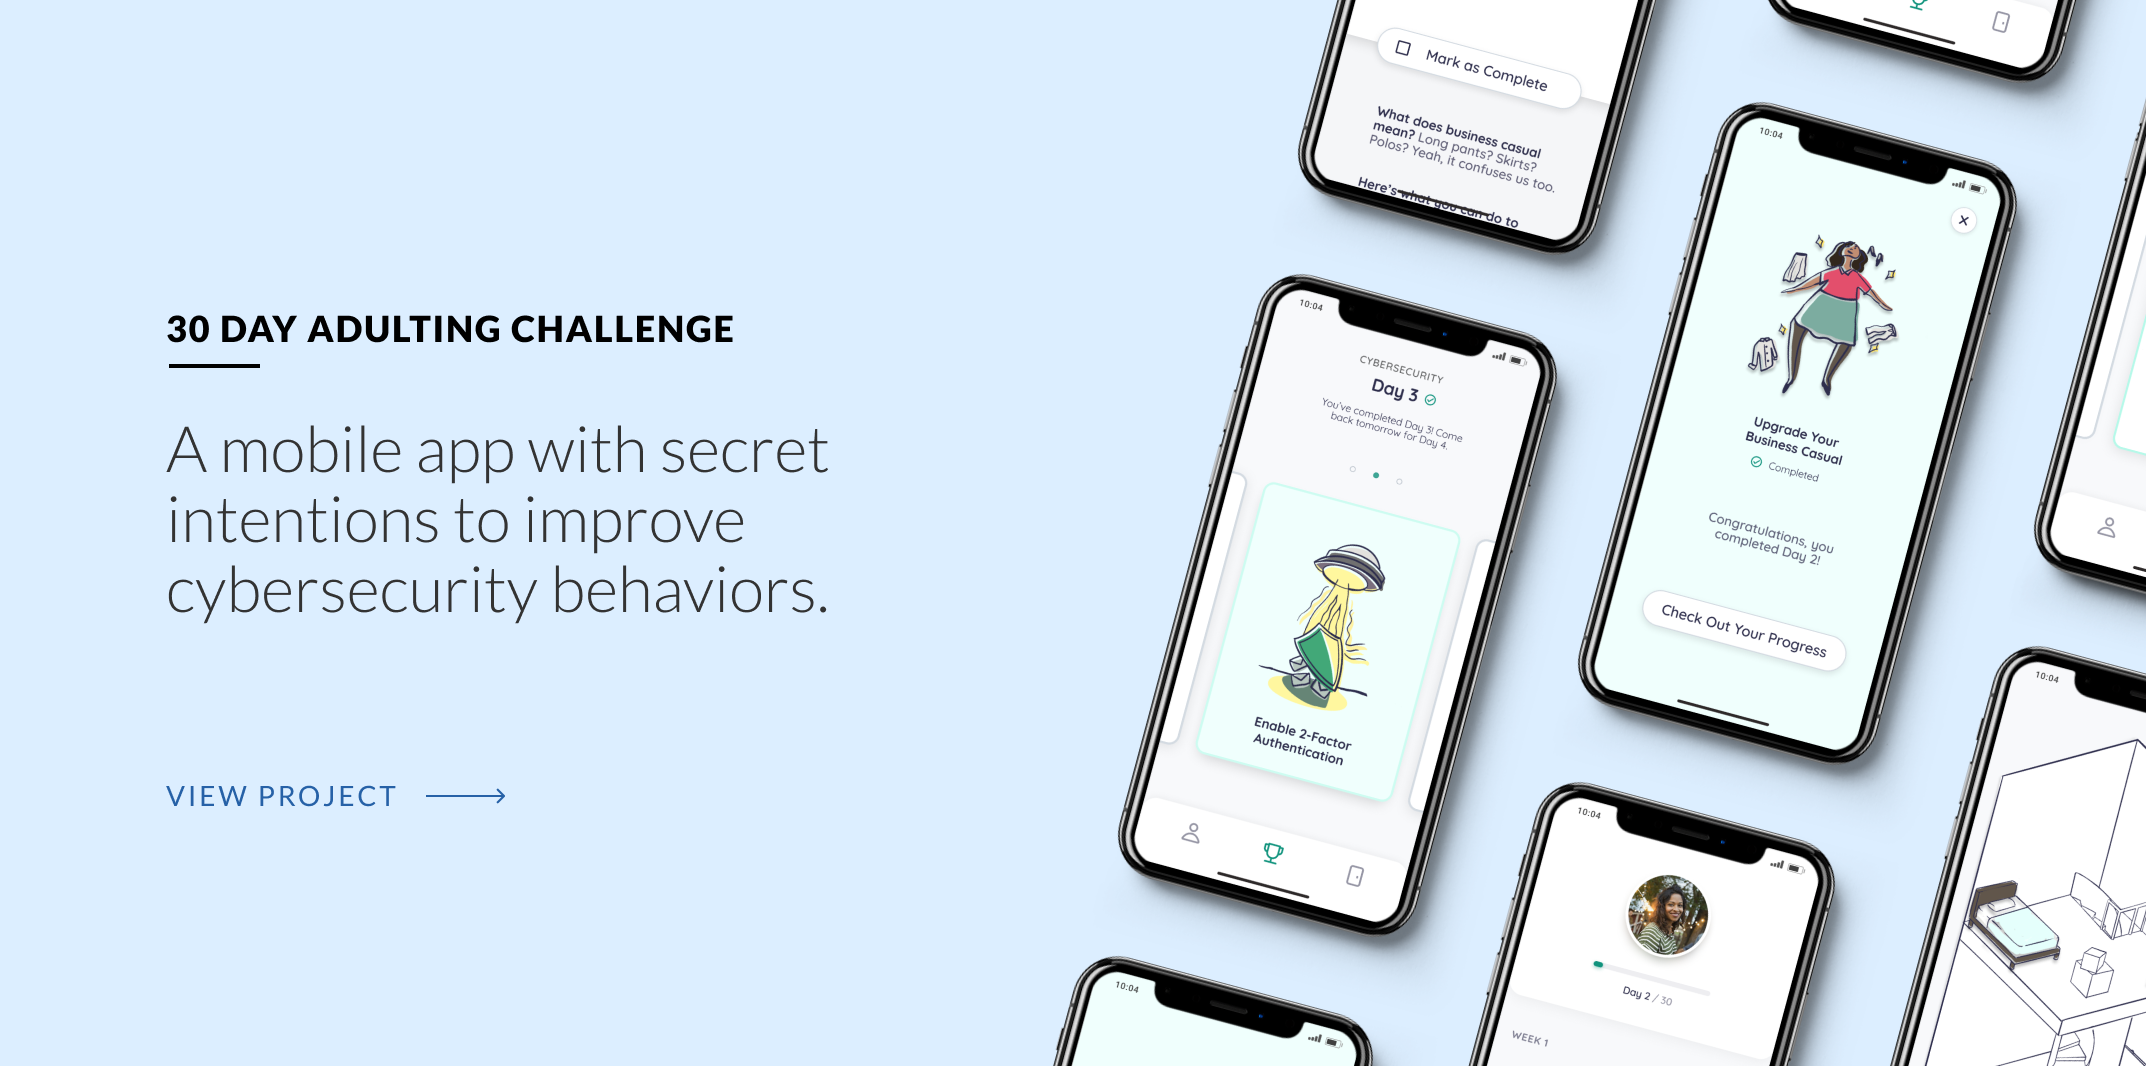 30 DAY ADULTING CHALLENGE
A mobile app with secret
intentions to improve
cybersecurity behaviors.
VIEW PROJECT
Mark as Complete
What does business casual
mean? Long pants? Skirts?
Polos? Yeah, it confuses us too.
Here's what you can do to
10:04
CYBERSECURITY
Day 3
You've completed Day 3! Come
back tomorrow for Day 4.
Enable 2-Factor
Authentication
10:04
Upgrade Your
Business Casual
Completed
Congratulations, you
completed Day 2!
Check Out Your Progress
10:04
Day 2 / 30
WEEK 1
10:04
10:04